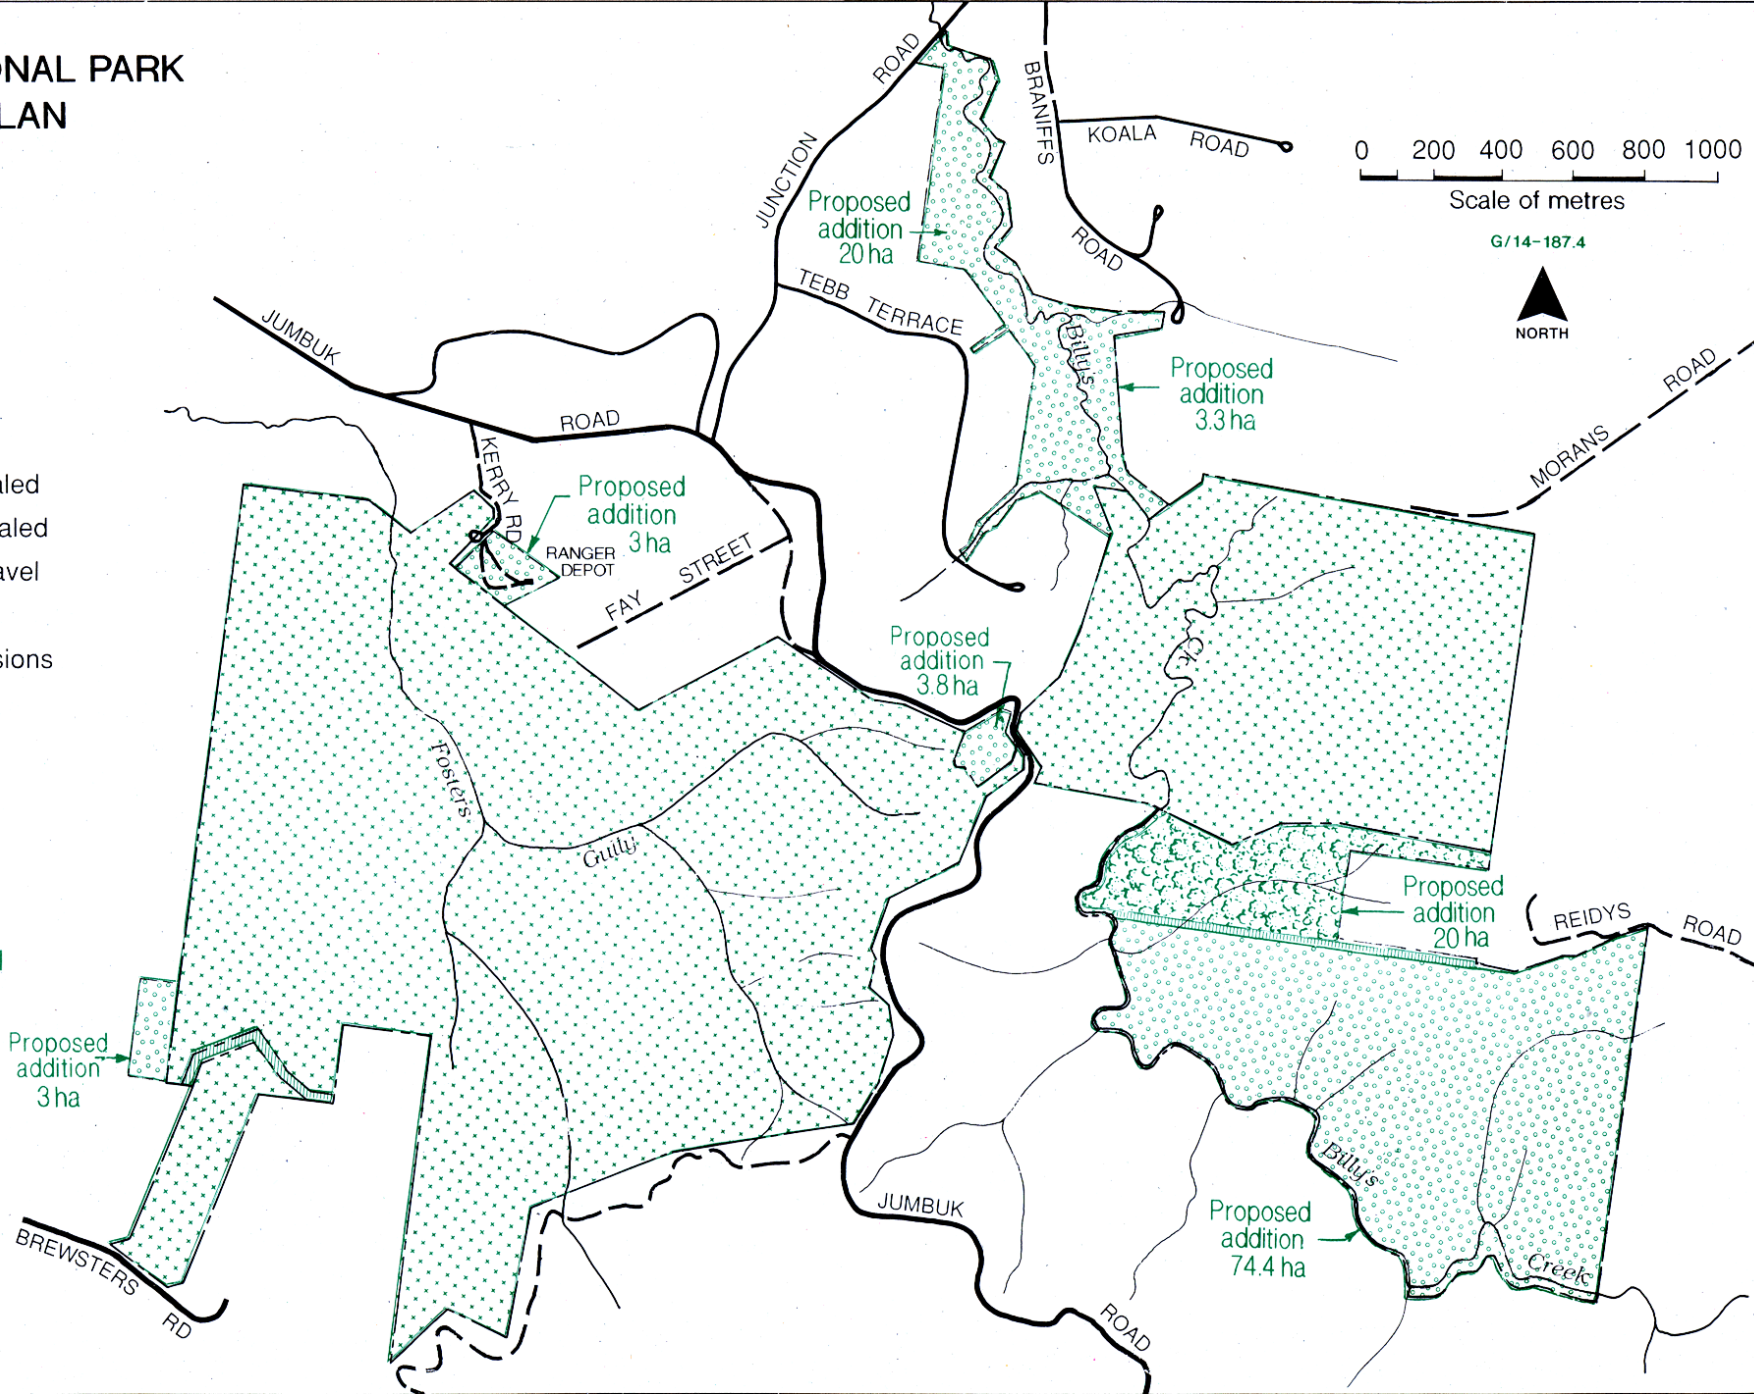 ONAL PARK
LAN
ROAD
JUNCTION
BRANIFFS
ROAD
KOALA ROAD
0 200 400 600 800 1000
Scale of metres
G/14-187.4
NORTH
Proposed
addition
20 ha
TEBB TERRACE
JUMBUK
ROAD
Billy's
Proposed
addition
3.3 ha
MORANS ROAD
KERRY RD
Proposed
addition
3 ha
RANGER
DEPOT
FAY STREET
aled
aled
avel
sions
Proposed
addition
3.8 ha
Ck
Fosters
Gully
Proposed
addition
20 ha
REIDYS ROAD
Proposed
addition
3 ha
BREWSTERS
RD
JUMBUK
ROAD
Billy's
Creek
Proposed
addition
74.4 ha